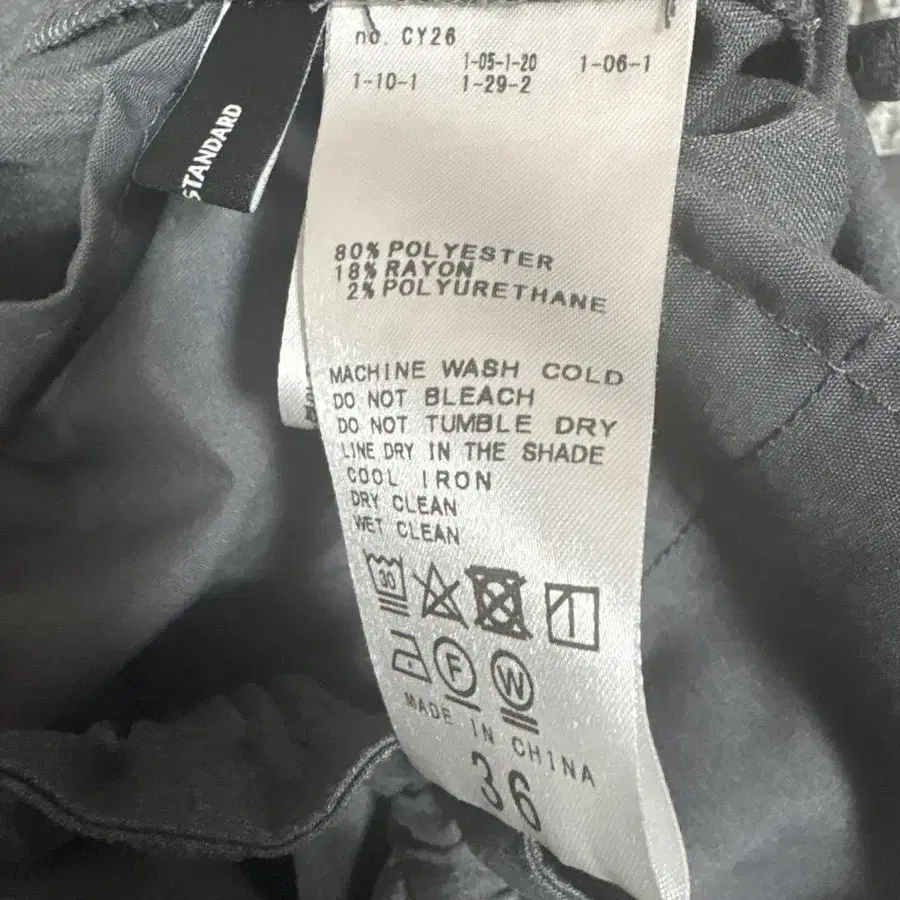 STANDARD
no. CY26
1-05-1-20 1-06-1
1-10-1 1-29-2
80% POLYESTER
18% RAYON
2% POLYURETHANE
MACHINE WASH COLD
DO NOT BLEACH
DO NOT TUMBLE DRY
LINE DRY IN THE SHADE
COOL IRON
DRY CLEAN
WET CLEAN
30
F
W
MADE IN CHINA
36